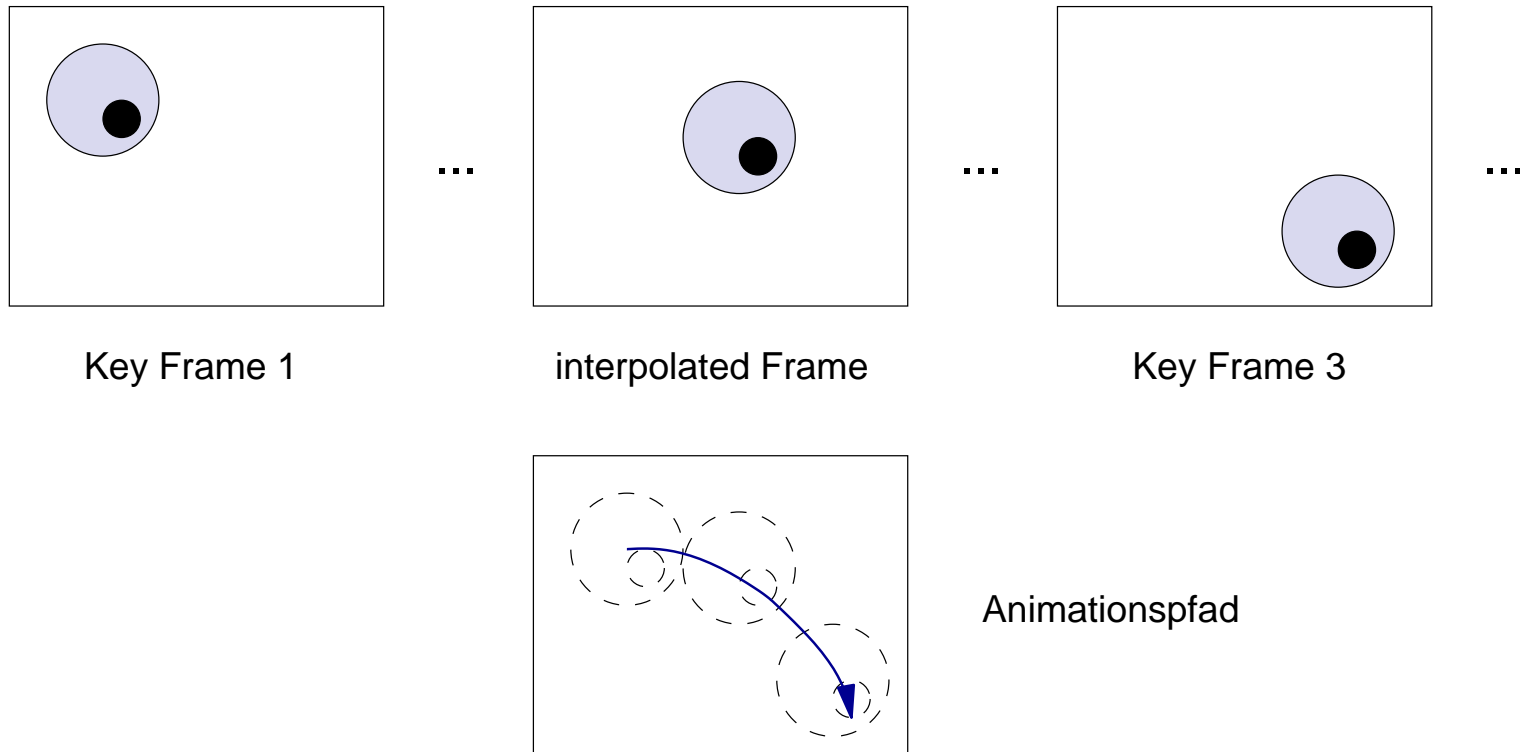 ... ... ...
Key Frame 1 interpolated Frame Key Frame 3
Animationspfad